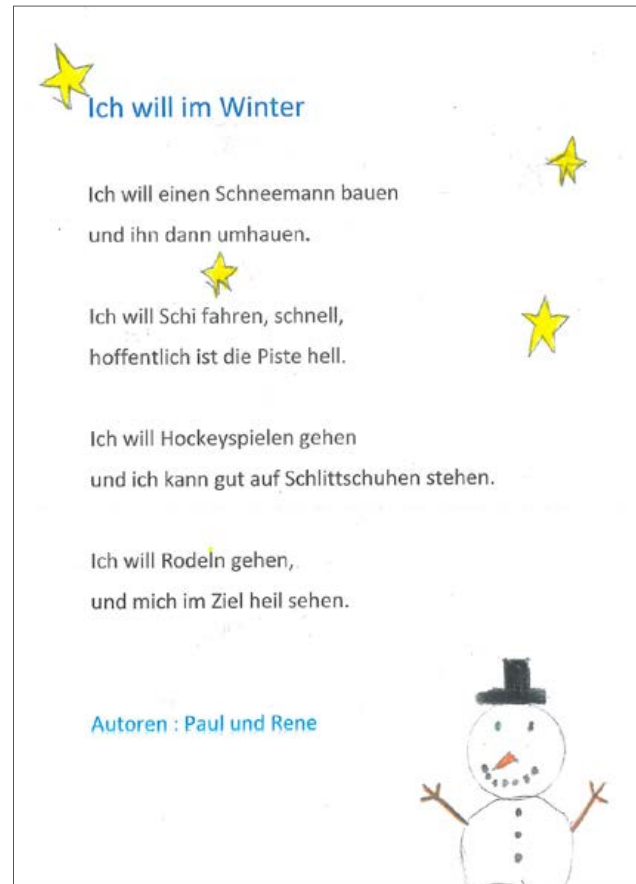 Ich will im Winter
Ich will einen Schneemann bauen
und ihn dann umhauen.
Ich will Schi fahren, schnell,
hoffentlich ist die Piste hell.
Ich will Hockeyspielen gehen
und ich kann gut auf Schlittschuhen stehen.
Ich will Rodeln gehen,
und mich im Ziel heil sehen.
Autoren : Paul und Rene